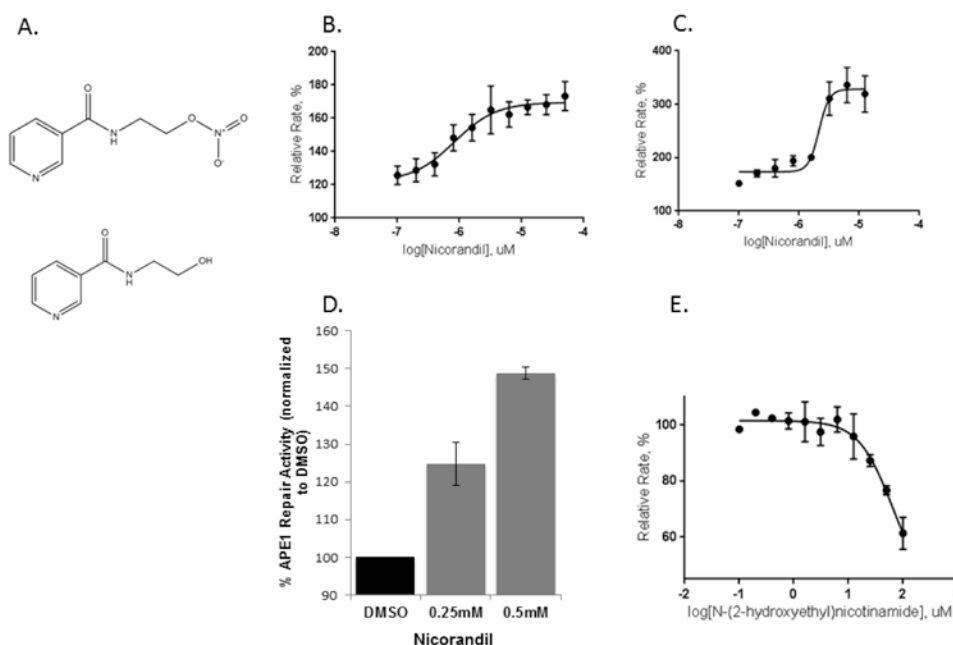 A.
O
N
H
O
N⁺
O
O⁻
N
O
N
H
OH
N
B.
Relative Rate, %
200
180
160
140
120
100
-8 -7 -6 -5 -4
log[Nicorandil], uM
C.
Relative Rate, %
400
300
200
100
-8 -7 -6 -5 -4
log[Nicorandil], uM
D.
% APE1 Repair Activity (normalized
to DMSO)
160
150
140
130
120
110
100
90
DMSO 0.25mM 0.5mM
Nicorandil
E.
Relative Rate, %
100
80
60
-2 -1 0 1 2
log[N-(2-hydroxyethyl)nicotinamide], uM